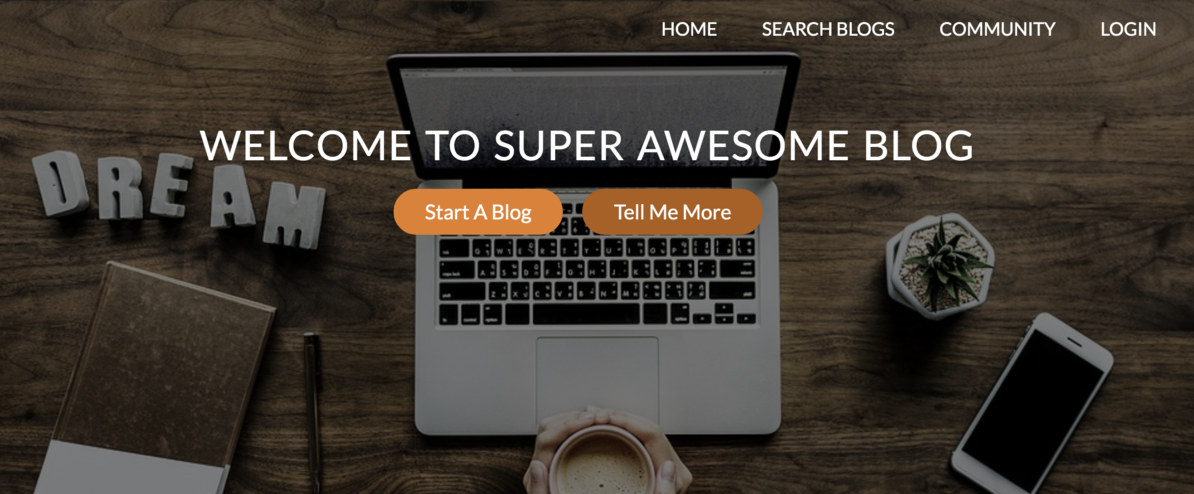 HOME SEARCH BLOGS COMMUNITY LOGIN
WELCOME TO SUPER AWESOME BLOG
DREAM
Start A Blog Tell Me More